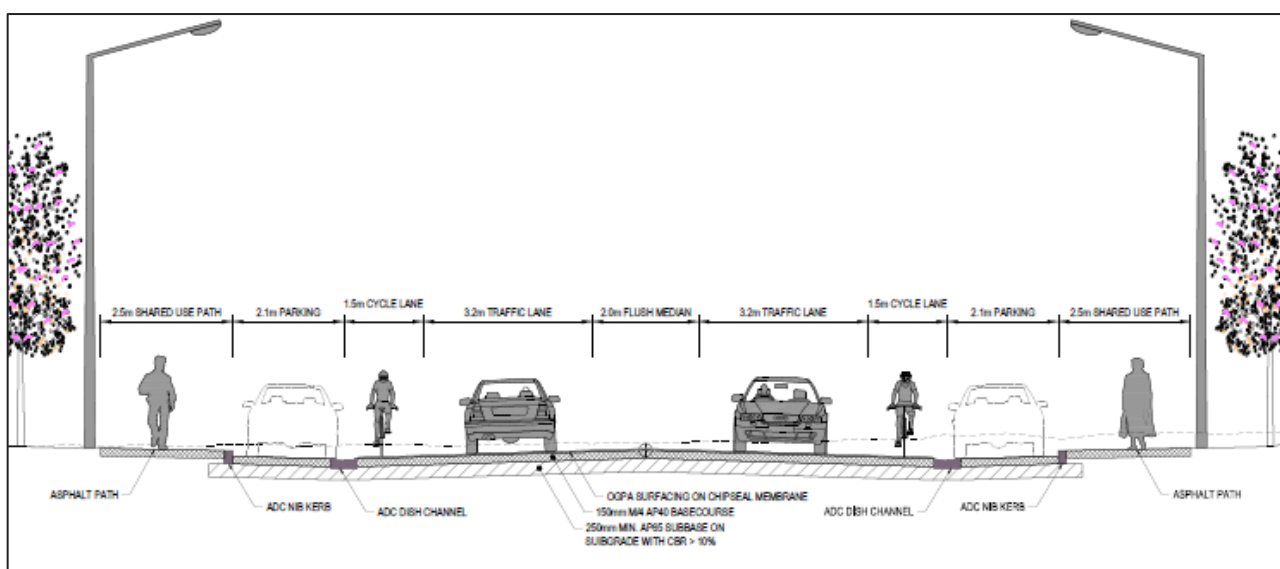 2.5m SHARED USE PATH
2.1m PARKING
1.5m CYCLE LANE
3.2m TRAFFIC LANE
2.0m FLUSH MEDIAN
3.2m TRAFFIC LANE
1.5m CYCLE LANE
2.1m PARKING
2.5m SHARED USE PATH
ASPHALT PATH
ADC NIB KERB
ADC DISH CHANNEL
OGPA SURFACING ON CHIPSEAL MEMBRANE
150mm M/4 AP40 BASECOURSE
250mm MIN. AP65 SUBBASE ON
SUBGRADE WITH CBR > 10%
ADC DISH CHANNEL
ADC NIB KERB
ASPHALT PATH